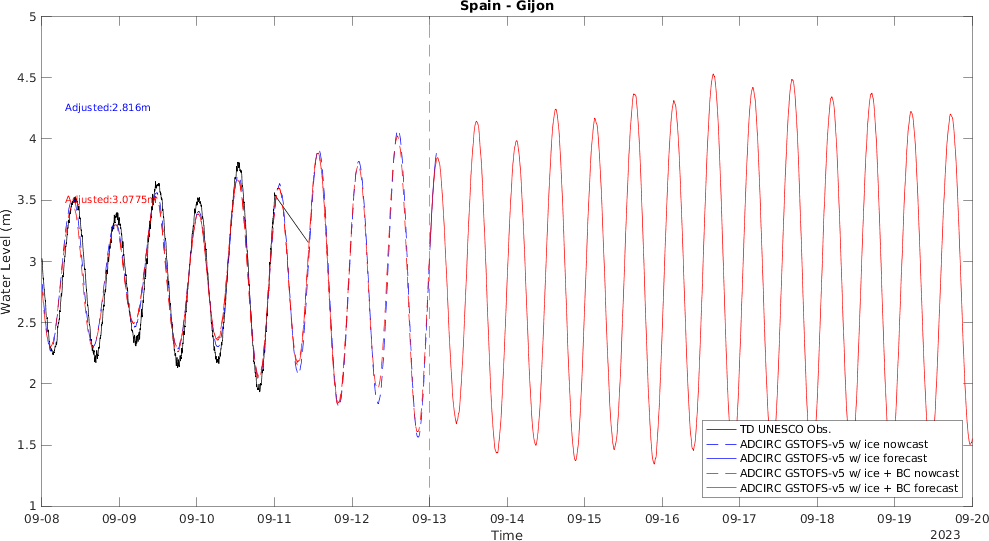 Spain - Gijon
5
4.5
4
3.5
3
2.5
2
1.5
1
Water Level (m)
Adjusted:2.816m
Adjusted:3.0775m
TD UNESCO Obs.
ADCIRC GSTOFS-v5 w/ ice nowcast
ADCIRC GSTOFS-v5 w/ ice forecast
ADCIRC GSTOFS-v5 w/ ice + BC nowcast
ADCIRC GSTOFS-v5 w/ ice + BC forecast
09-08 09-09 09-10 09-11 09-12 09-13 09-14 09-15 09-16 09-17 09-18 09-19 09-20
Time
2023